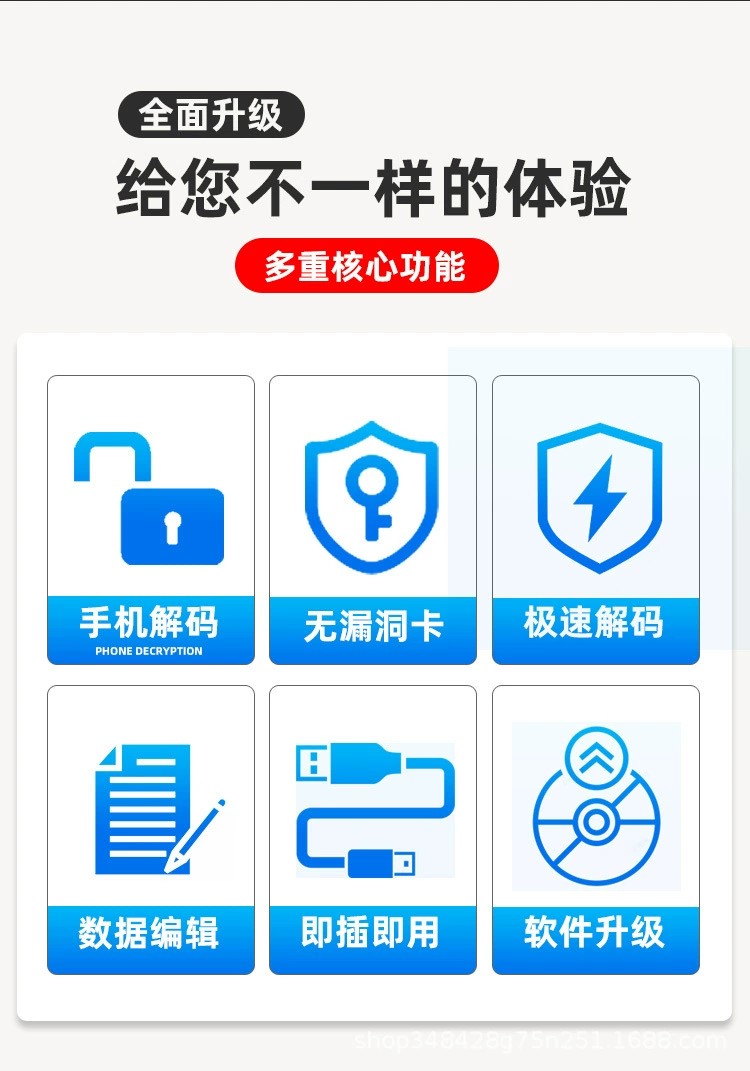 全面升级
给您不一样的体验
多重核心功能
手机解码
PHONE DECRYPTION
无漏洞卡
极速解码
数据编辑
即插即用
软件升级
shop348428g75n251.1688.com